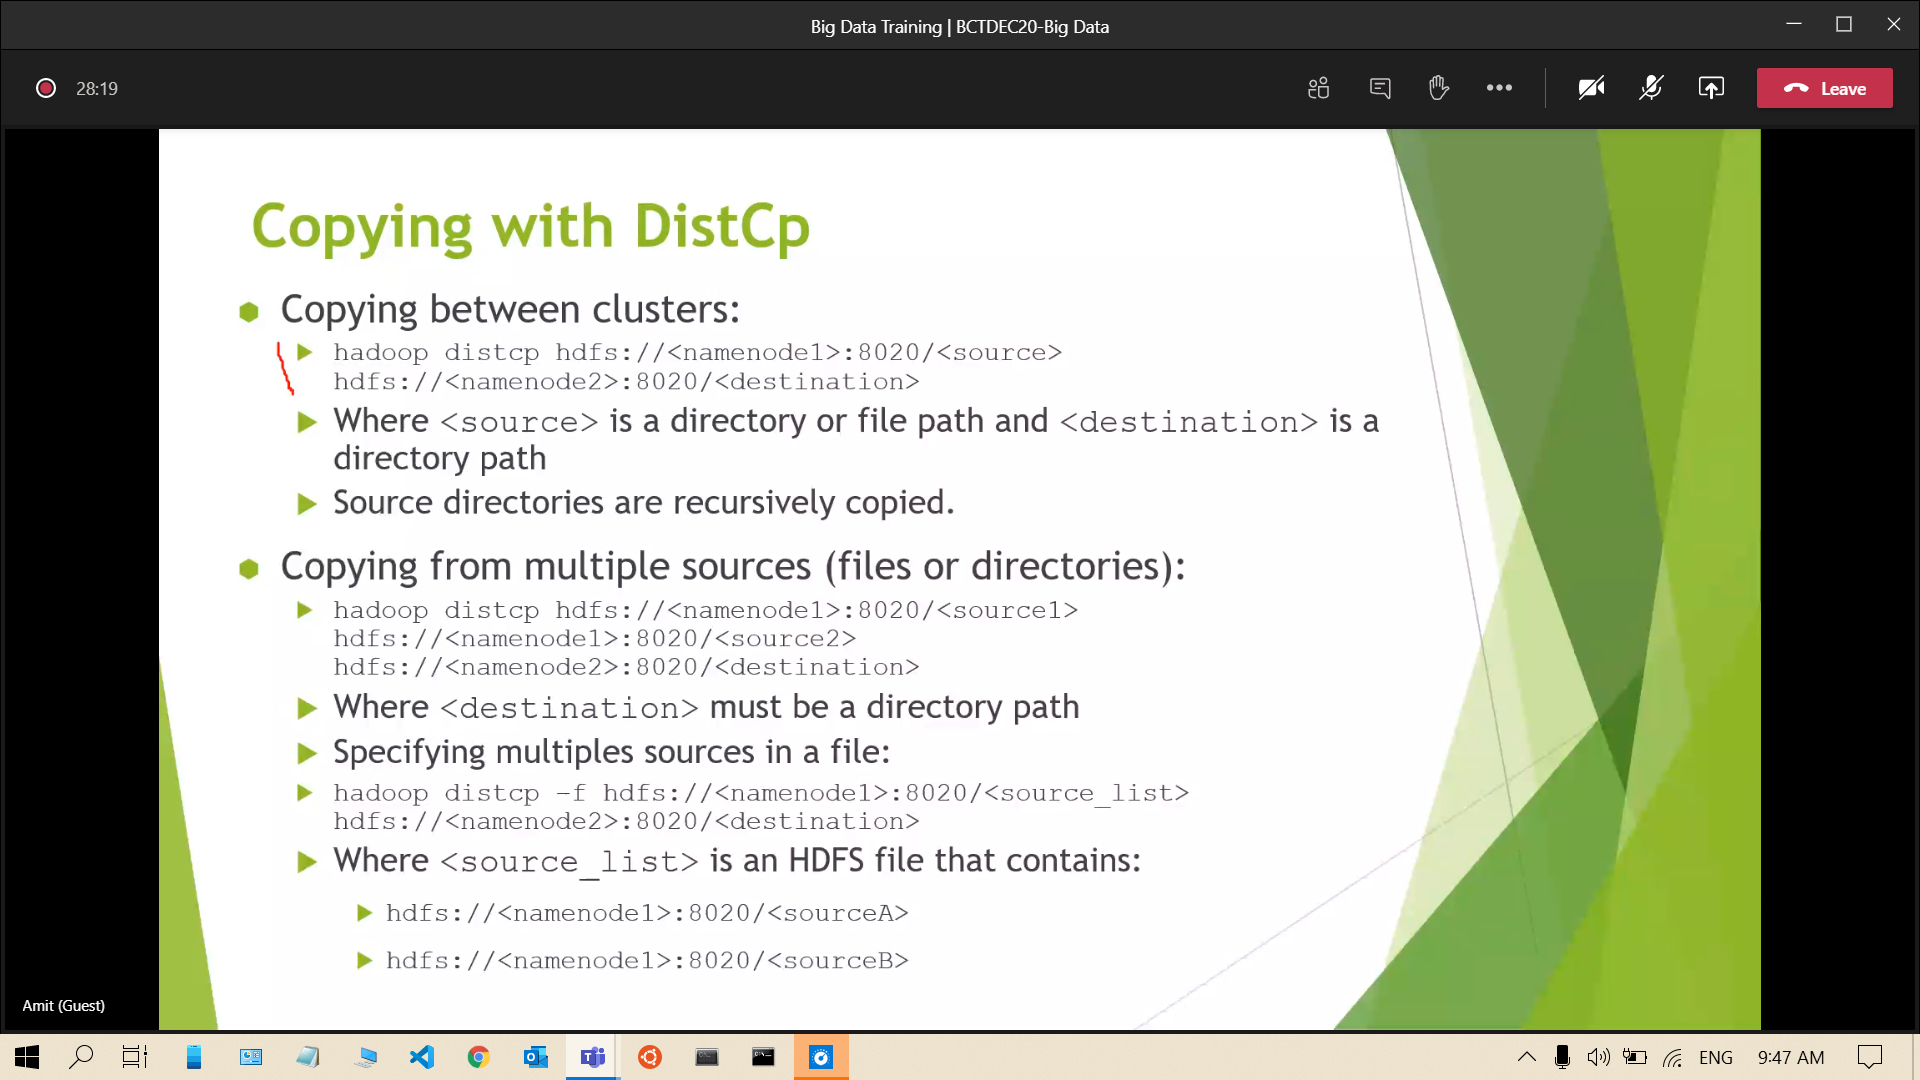 Big Data Training | BCTDEC20-Big Data
28:19
Leave
Copying with DistCp
Copying between clusters:
hadoop distcp hdfs://<namenode1>:8020/<source>
hdfs://<namenode2>:8020/<destination>
Where <source> is a directory or file path and <destination> is a
directory path
Source directories are recursively copied.
Copying from multiple sources (files or directories):
hadoop distcp hdfs://<namenode1>:8020/<source1>
hdfs://<namenode1>:8020/<source2>
hdfs://<namenode2>:8020/<destination>
Where <destination> must be a directory path
Specifying multiples sources in a file:
hadoop distcp –f hdfs://<namenode1>:8020/<source_list>
hdfs://<namenode2>:8020/<destination>
Where <source_list> is an HDFS file that contains:
hdfs://<namenode1>:8020/<sourceA>
hdfs://<namenode1>:8020/<sourceB>
Amit (Guest)
ENG
9:47 AM